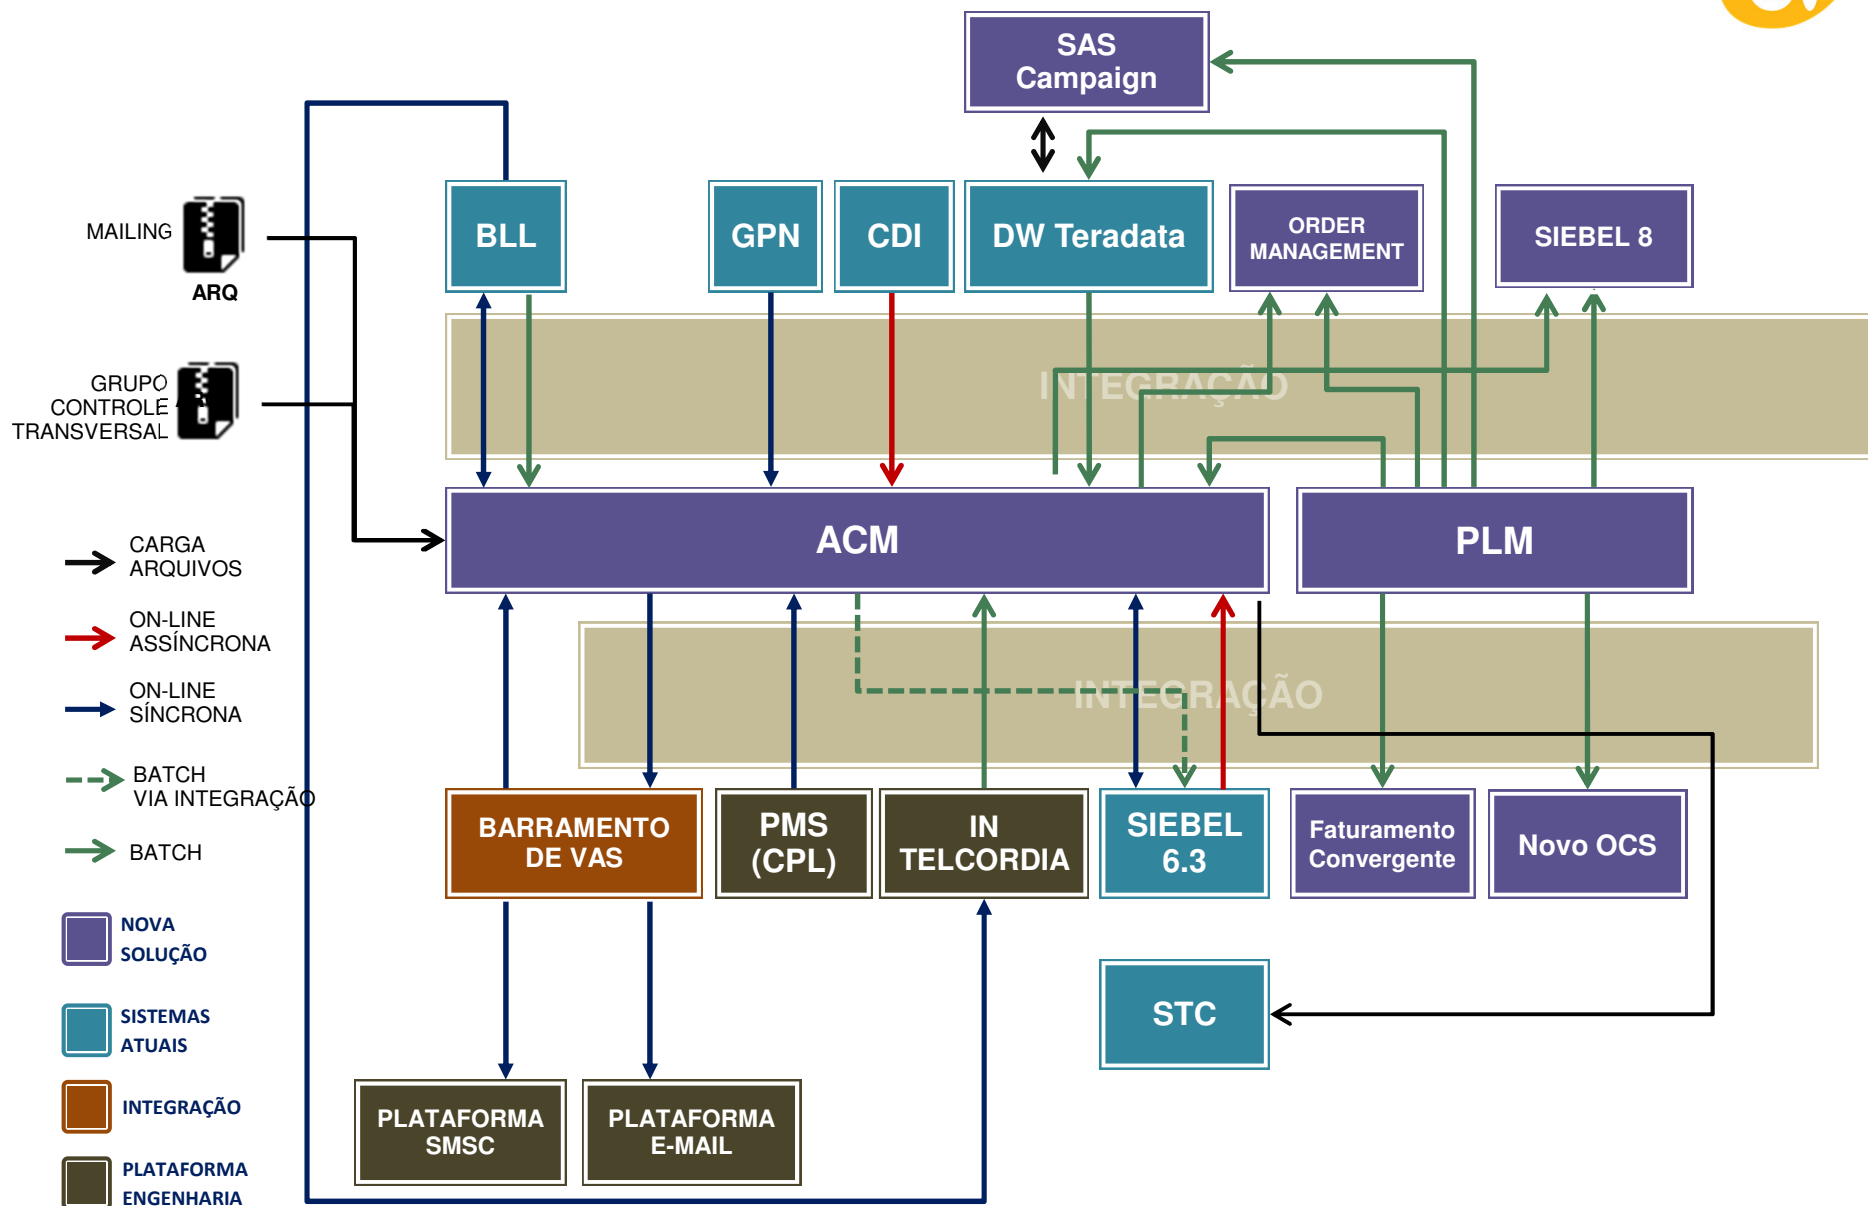 SAS
Campaign
MAILING
ARQ
BLL
GPN
CDI
DW Teradata
ORDER
MANAGEMENT
SIEBEL 8
GRUPO
CONTROLE
TRANSVERSAL
INTEGRAÇÃO
ACM
PLM
CARGA
ARQUIVOS
ON-LINE
ASSÍNCRONA
ON-LINE
SÍNCRONA
BATCH
VIA INTEGRAÇÃO
BATCH
INTEGRAÇÃO
BARRAMENTO
DE VAS
PMS
(CPL)
IN
TELCORDIA
SIEBEL
6.3
Faturamento
Convergente
Novo OCS
NOVA
SOLUÇÃO
SISTEMAS
ATUAIS
INTEGRAÇÃO
PLATAFORMA
ENGENHARIA
STC
PLATAFORMA
SMSC
PLATAFORMA
E-MAIL